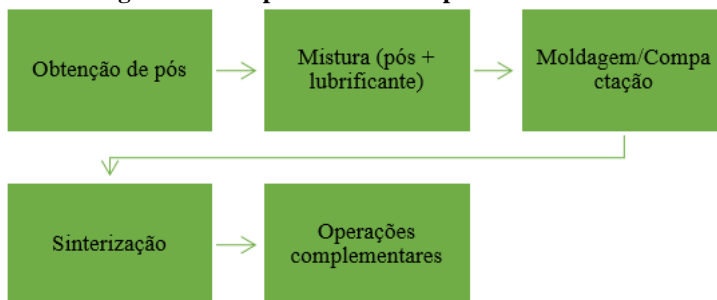 Obtenção de pós
Mistura (pós +
lubrificante)
Moldagem/Compa
ctação
Sinterização
Operações
complementares